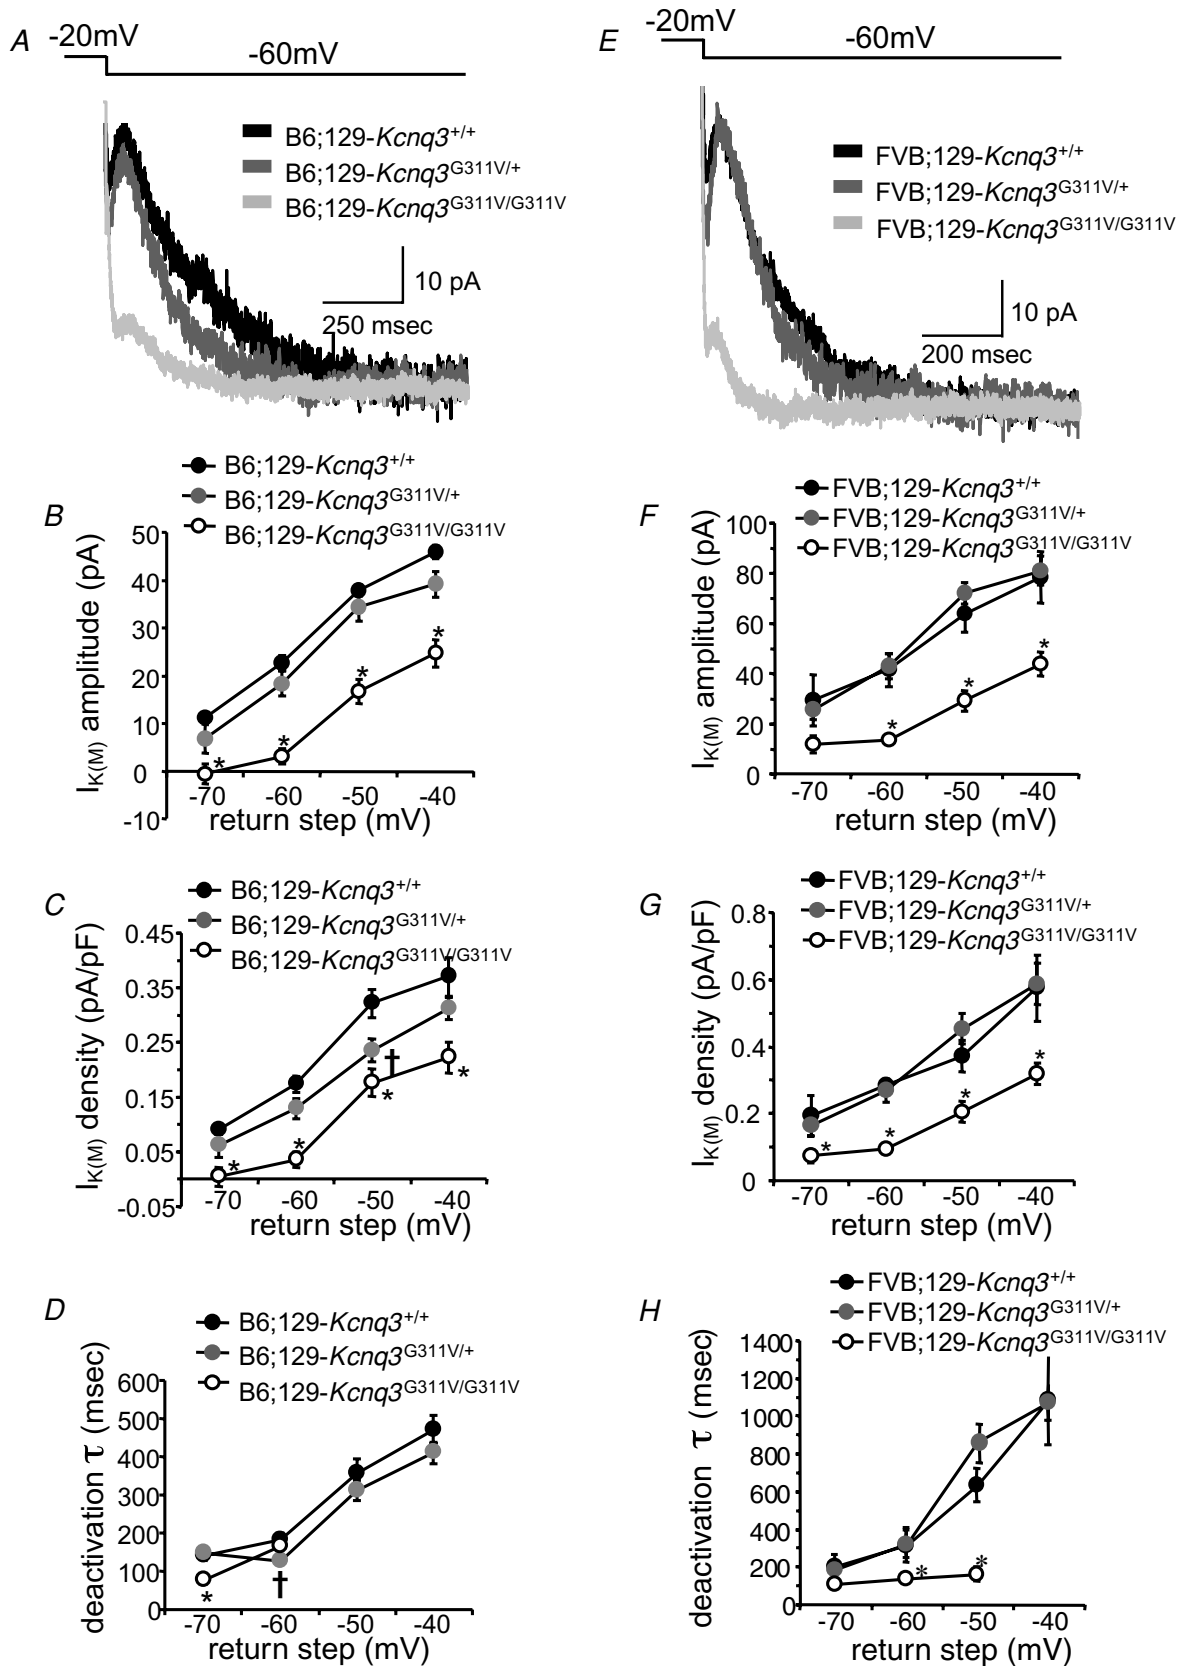 A
-20mV
-60mV
B6;129-Kcnq3+/+
B6;129-Kcnq3G311V/+
B6;129-Kcnq3G311V/G311V
10 pA
250 msec
E
-20mV
-60mV
FVB;129-Kcnq3+/+
FVB;129-Kcnq3G311V/+
FVB;129-Kcnq3G311V/G311V
10 pA
200 msec
B
B6;129-Kcnq3+/+
B6;129-Kcnq3G311V/+
B6;129-Kcnq3G311V/G311V
IK(M) amplitude (pA)
50
40
30
20
10
0
-10
*
*
*
*
-70 -60 -50 -40
return step (mV)
F
FVB;129-Kcnq3+/+
FVB;129-Kcnq3G311V/+
FVB;129-Kcnq3G311V/G311V
IK(M) amplitude (pA)
100
80
60
40
20
0
*
*
*
-70 -60 -50 -40
return step (mV)
C
B6;129-Kcnq3+/+
B6;129-Kcnq3G311V/+
B6;129-Kcnq3G311V/G311V
IK(M) density (pA/pF)
0.45
0.35
0.25
0.15
0.05
-0.05
*
*
†
*
*
-70 -60 -50 -40
return step (mV)
G
FVB;129-Kcnq3+/+
FVB;129-Kcnq3G311V/+
FVB;129-Kcnq3G311V/G311V
IK(M) density (pA/pF)
0.8
0.6
0.4
0.2
0
*
*
*
*
-70 -60 -50 -40
return step (mV)
D
B6;129-Kcnq3+/+
B6;129-Kcnq3G311V/+
B6;129-Kcnq3G311V/G311V
deactivation τ (msec)
600
500
400
300
200
100
0
*
†
-70 -60 -50 -40
return step (mV)
H
FVB;129-Kcnq3+/+
FVB;129-Kcnq3G311V/+
FVB;129-Kcnq3G311V/G311V
deactivation τ (msec)
1400
1200
1000
800
600
400
200
0
*
*
-70 -60 -50 -40
return step (mV)